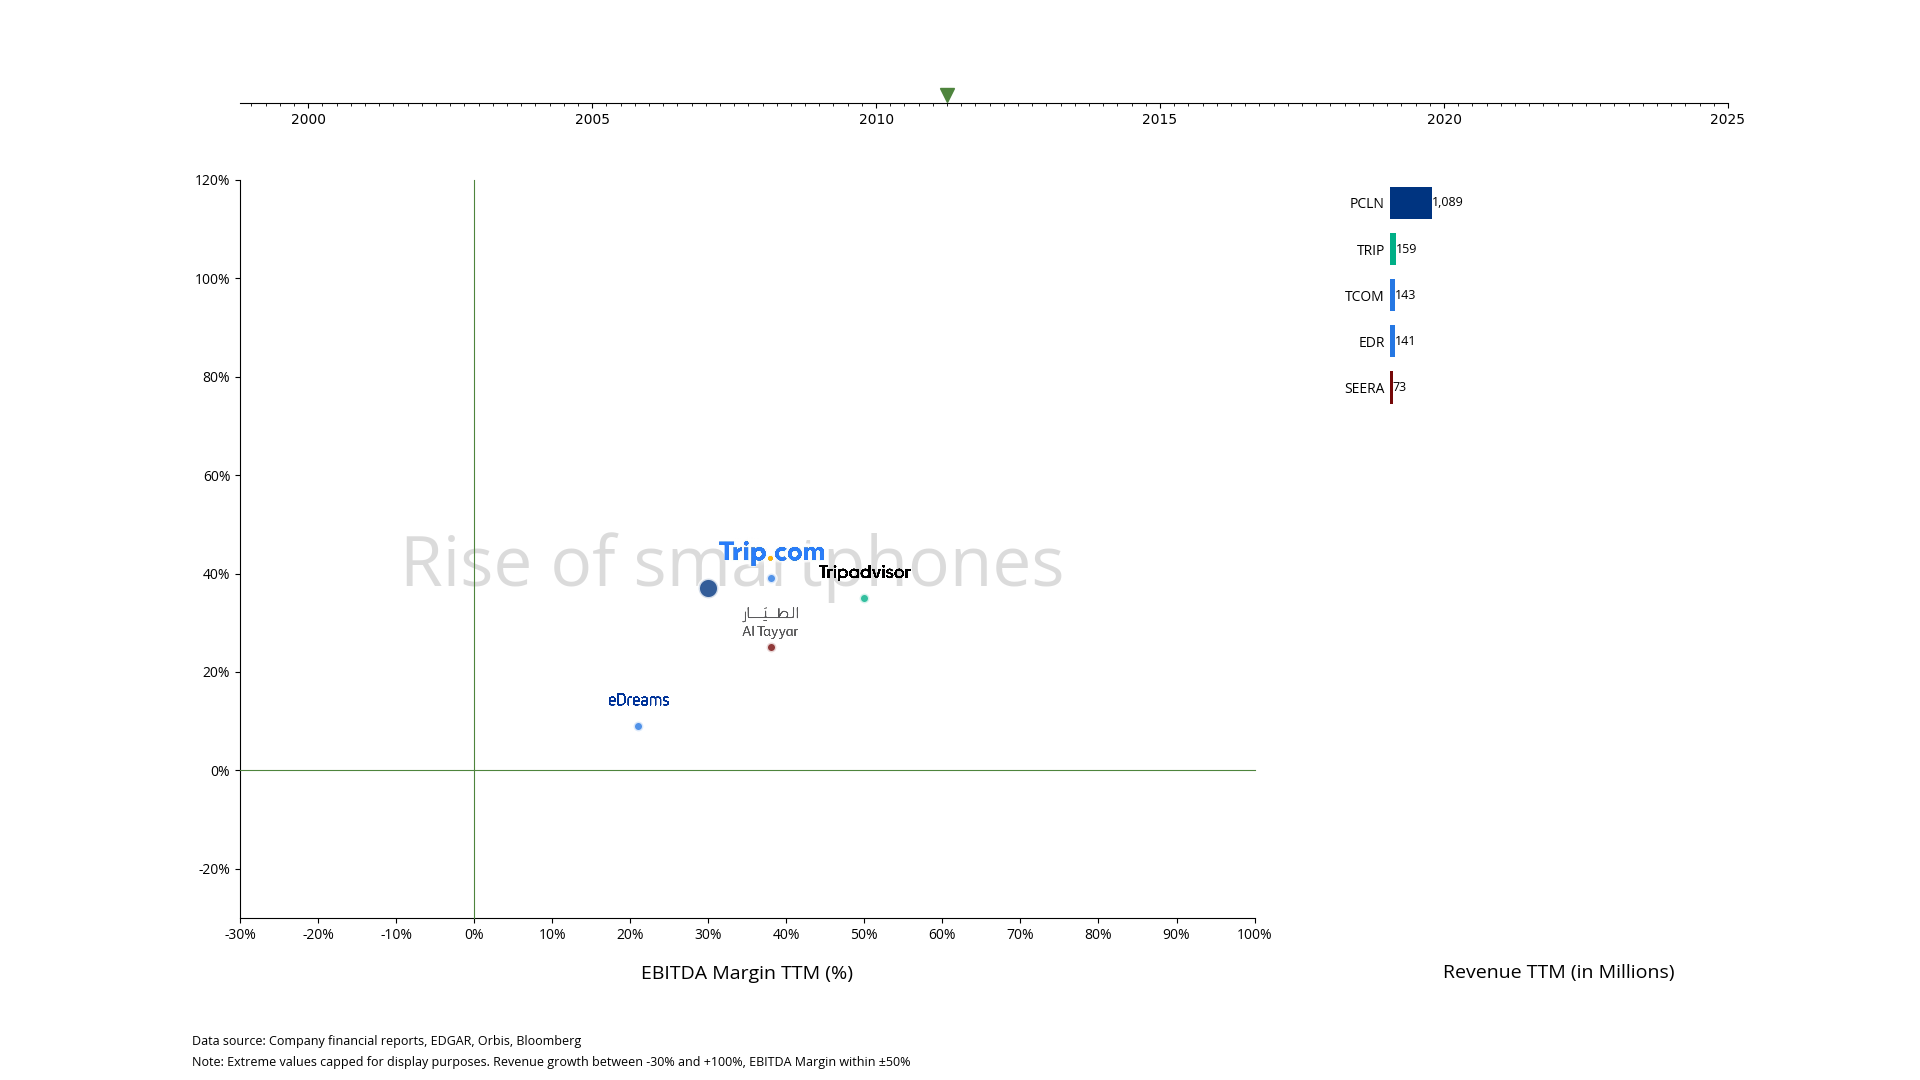 2000 2005 2010 2015 2020 2025
120%
100%
80%
60%
40%
20%
0%
-20%
-30% -20% -10% 0% 10% 20% 30% 40% 50% 60% 70% 80% 90% 100%
EBITDA Margin TTM (%)
Rise of smartphones
Trip.com
Tripadvisor
الطيّار
Al Tayyar
eDreams
PCLN 1,089
TRIP 159
TCOM 143
EDR 141
SEERA 73
Revenue TTM (in Millions)
Data source: Company financial reports, EDGAR, Orbis, Bloomberg
Note: Extreme values capped for display purposes. Revenue growth between -30% and +100%, EBITDA Margin within ±50%